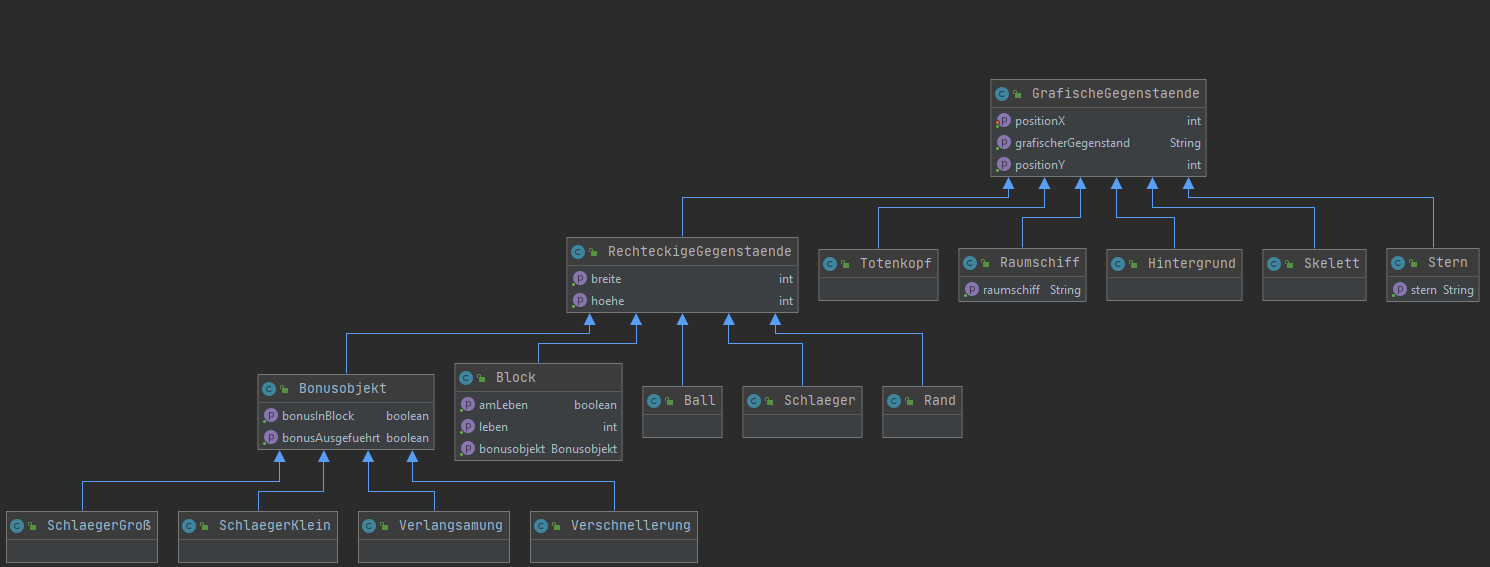 GrafischeGegenstaende
positionX int
grafischerGegenstand String
positionY int
RechteckigeGegenstaende
breite int
hoehe int
Totenkopf
Raumschiff
raumschiff String
Hintergrund
Skelett
Stern
stern String
Bonusobjekt
bonusInBlock boolean
bonusAusgefuehrt boolean
Block
amLeben boolean
leben int
bonusobjekt Bonusobjekt
Ball
Schlaeger
Rand
SchlaegerGroß
SchlaegerKlein
Verlangsamung
Verschnellerung